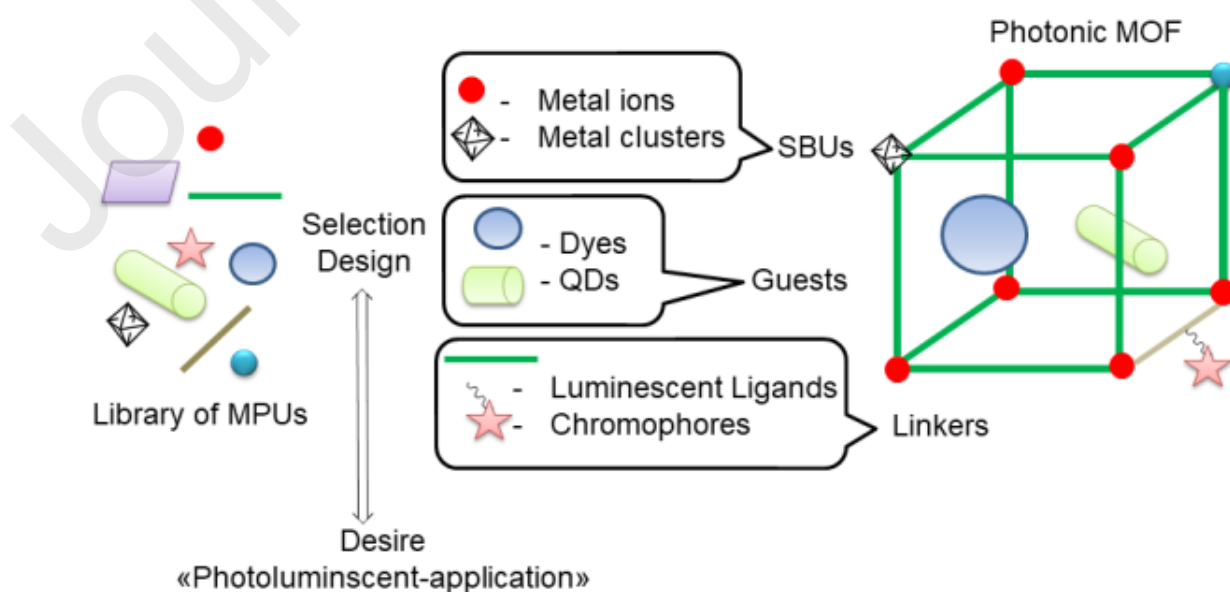 Jour
Photonic MOF
- Metal ions
- Metal clusters
SBUs
Selection
Design
- Dyes
- QDs
Guests
- Luminescent Ligands
- Chromophores
Linkers
Library of MPUs
Desire
«Photoluminscent-application»